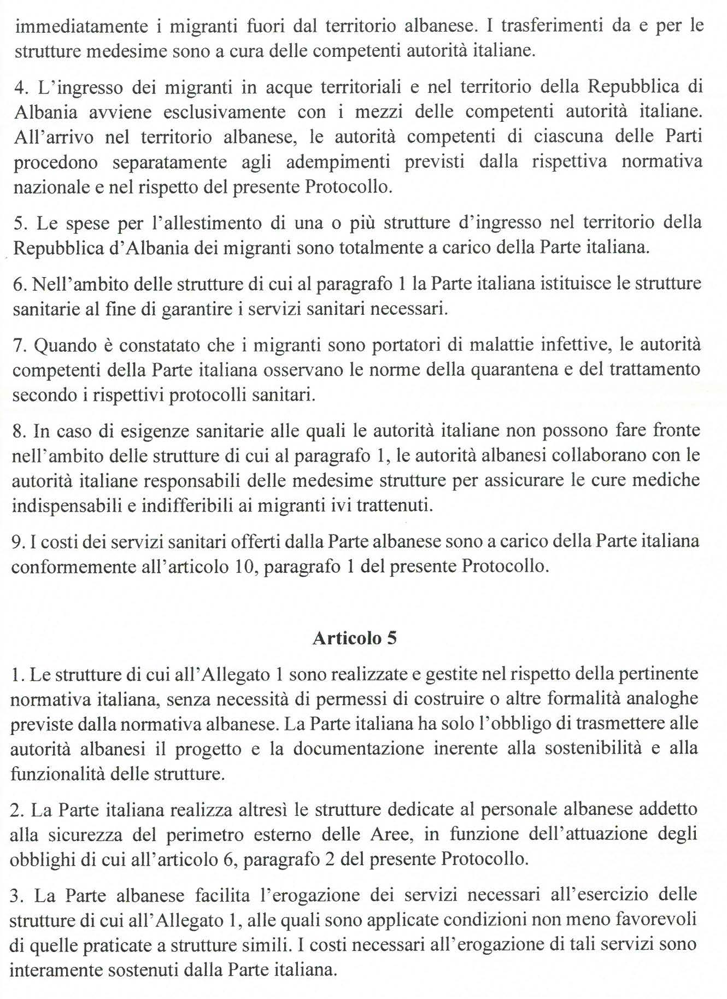 immediatamente i migranti fuori dal territorio albanese. I trasferimenti da e per le
strutture medesime sono a cura delle competenti autorità italiane.
4. L’ingresso dei migranti in acque territoriali e nel territorio della Repubblica di
Albania avviene esclusivamente con i mezzi delle competenti autorità italiane.
All’arrivo nel territorio albanese, le autorità competenti di ciascuna delle Parti
procedono separatamente agli adempimenti previsti dalla rispettiva normativa
nazionale e nel rispetto del presente Protocollo.
5. Le spese per l’allestimento di una o più strutture d’ingresso nel territorio della
Repubblica d’Albania dei migranti sono totalmente a carico della Parte italiana.
6. Nell’ambito delle strutture di cui al paragrafo 1 la Parte italiana istituisce le strutture
sanitarie al fine di garantire i servizi sanitari necessari.
7. Quando è constatato che i migranti sono portatori di malattie infettive, le autorità
competenti della Parte italiana osservano le norme della quarantena e del trattamento
secondo i rispettivi protocolli sanitari.
8. In caso di esigenze sanitarie alle quali le autorità italiane non possono fare fronte
nell’ambito delle strutture di cui al paragrafo 1, le autorità albanesi collaborano con le
autorità italiane responsabili delle medesime strutture per assicurare le cure mediche
indispensabili e indifferibili ai migranti ivi trattenuti.
9. I costi dei servizi sanitari offerti dalla Parte albanese sono a carico della Parte italiana
conformemente all’articolo 10, paragrafo 1 del presente Protocollo.
Articolo 5
1. Le strutture di cui all’Allegato 1 sono realizzate e gestite nel rispetto della pertinente
normativa italiana, senza necessità di permessi di costruire o altre formalità analoghe
previste dalla normativa albanese. La Parte italiana ha solo l’obbligo di trasmettere alle
autorità albanesi il progetto e la documentazione inerente alla sostenibilità e alla
funzionalità delle strutture.
2. La Parte italiana realizza altresì le strutture dedicate al personale albanese addetto
alla sicurezza del perimetro esterno delle Aree, in funzione dell’attuazione degli
obblighi di cui all’articolo 6, paragrafo 2 del presente Protocollo.
3. La Parte albanese facilita l’erogazione dei servizi necessari all’esercizio delle
strutture di cui all’Allegato 1, alle quali sono applicate condizioni non meno favorevoli
di quelle praticate a strutture simili. I costi necessari all’erogazione di tali servizi sono
interamente sostenuti dalla Parte italiana.